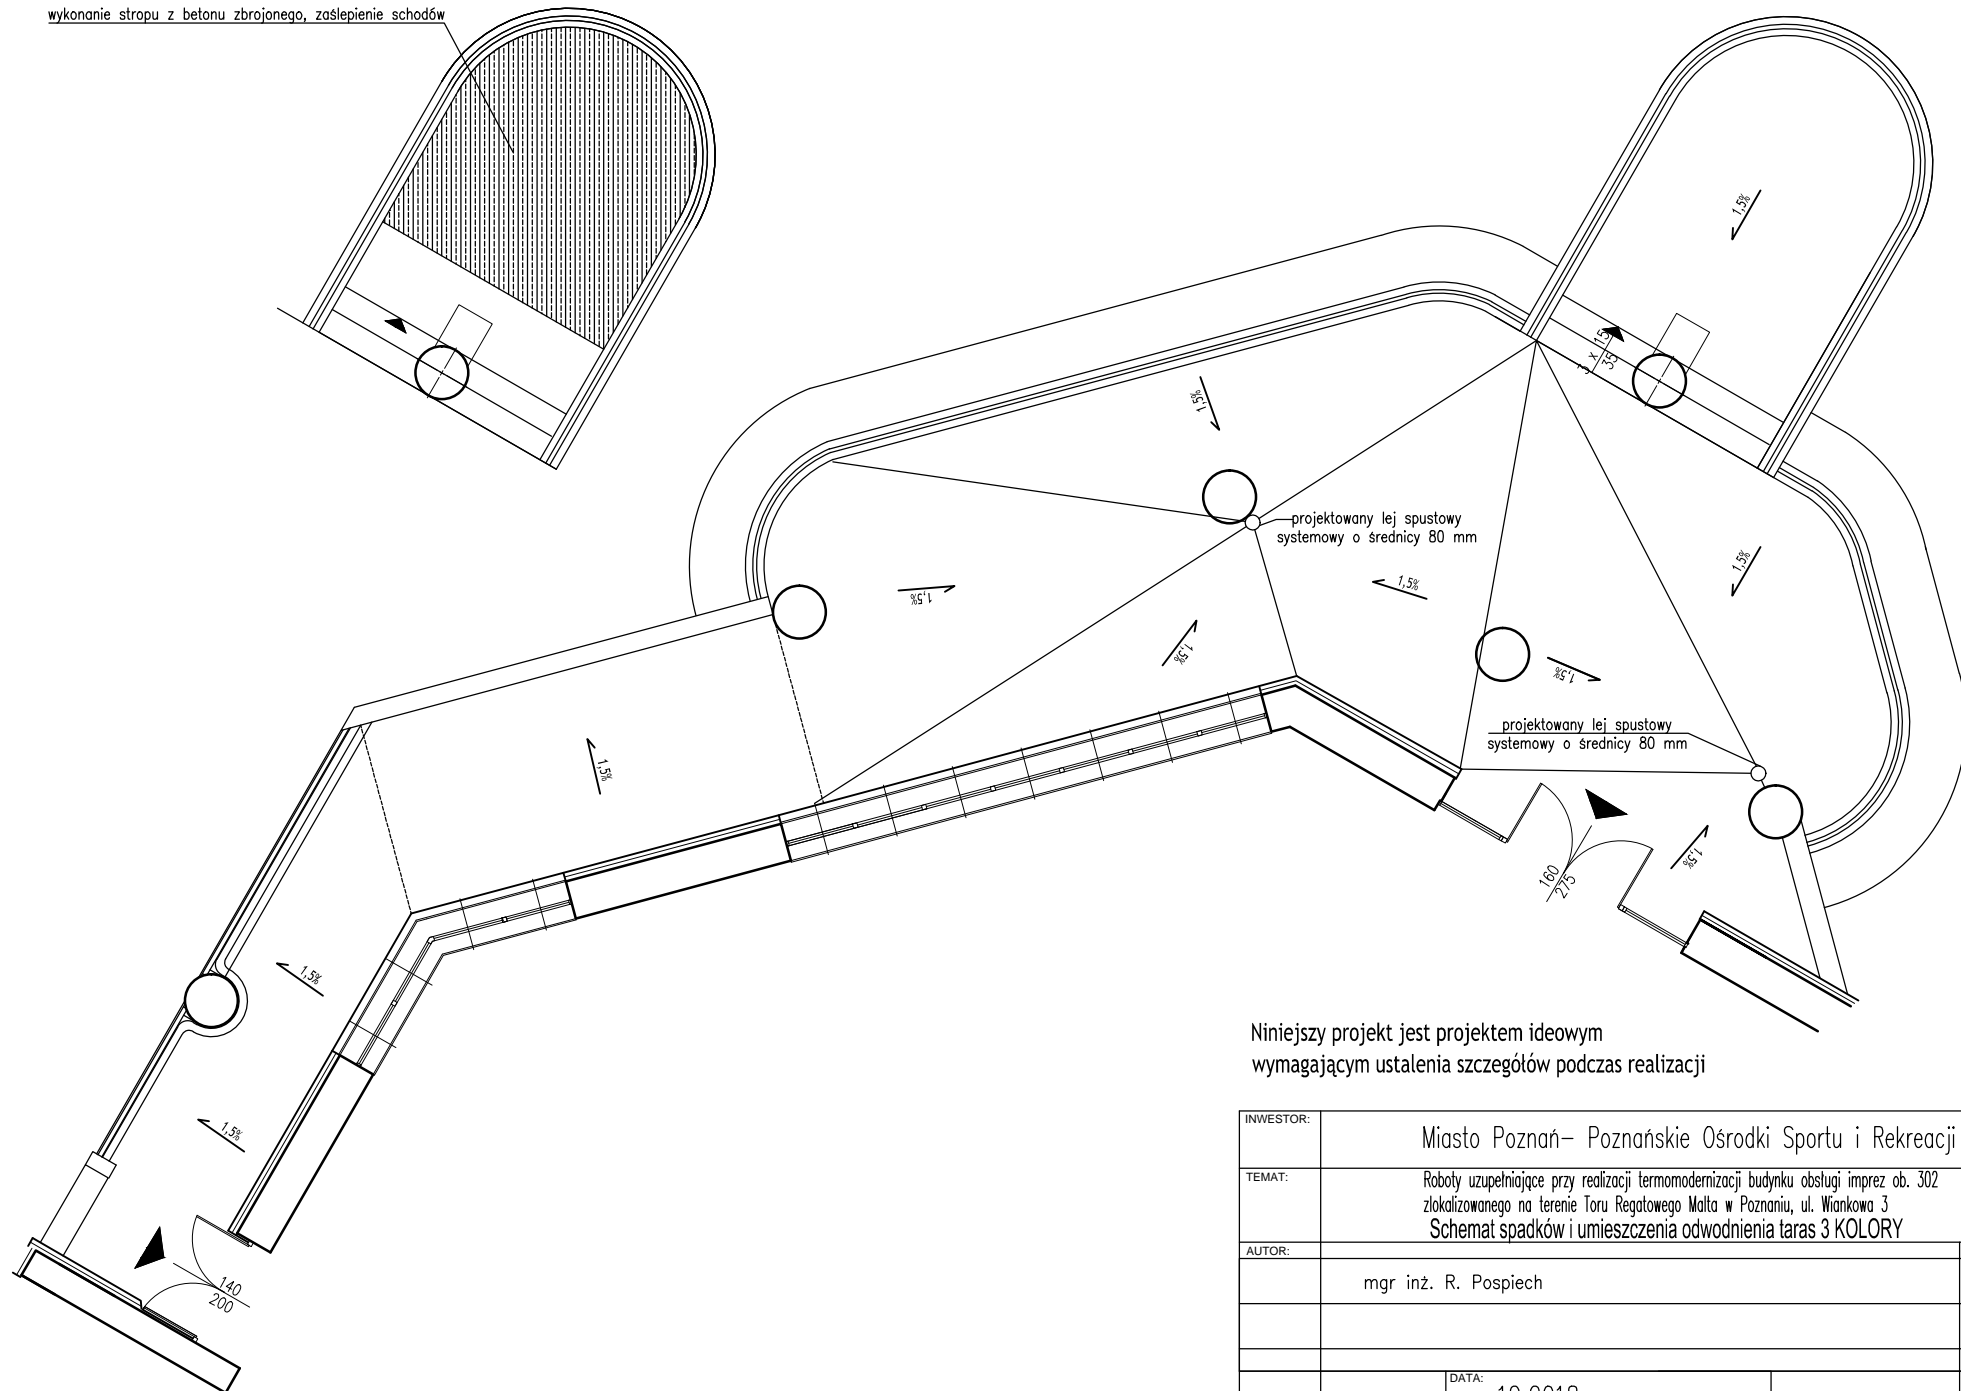 wykonanie stropu z betonu zbrojonego, zaślepienie schodów
1,5%
3 x 15
35
1,5%
projektowany lej spustowy
systemowy o średnicy 80 mm
1,5%
1,5%
1,5%
1,5%
1,5%
projektowany lej spustowy
systemowy o średnicy 80 mm
1,5%
1,5%
160
275
1,5%
1,5%
140
200
Niniejszy projekt jest projektem ideowym
wymagającym ustalenia szczegółów podczas realizacji
INWESTOR:
Miasto Poznań– Poznańskie Ośrodki Sportu i Rekreacji
TEMAT:
Roboty uzupełniające przy realizacji termomodernizacji budynku obsługi imprez ob. 302
zlokalizowanego na terenie Toru Regatowego Malta w Poznaniu, ul. Wiankowa 3
Schemat spadków i umieszczenia odwodnienia taras 3 KOLORY
AUTOR:
mgr inż. R. Pospiech
DATA: